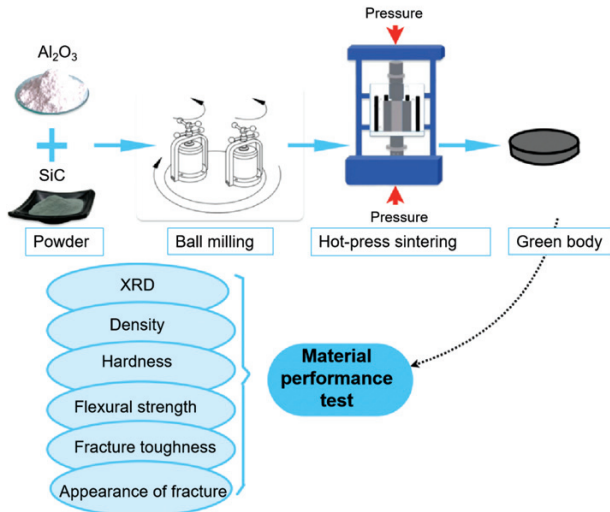 Pressure
Al₂O₃
SiC
Pressure
Powder
Ball milling
Hot-press sintering
Green body
XRD
Density
Hardness
Flexural strength
Fracture toughness
Appearance of fracture
Material
performance
test